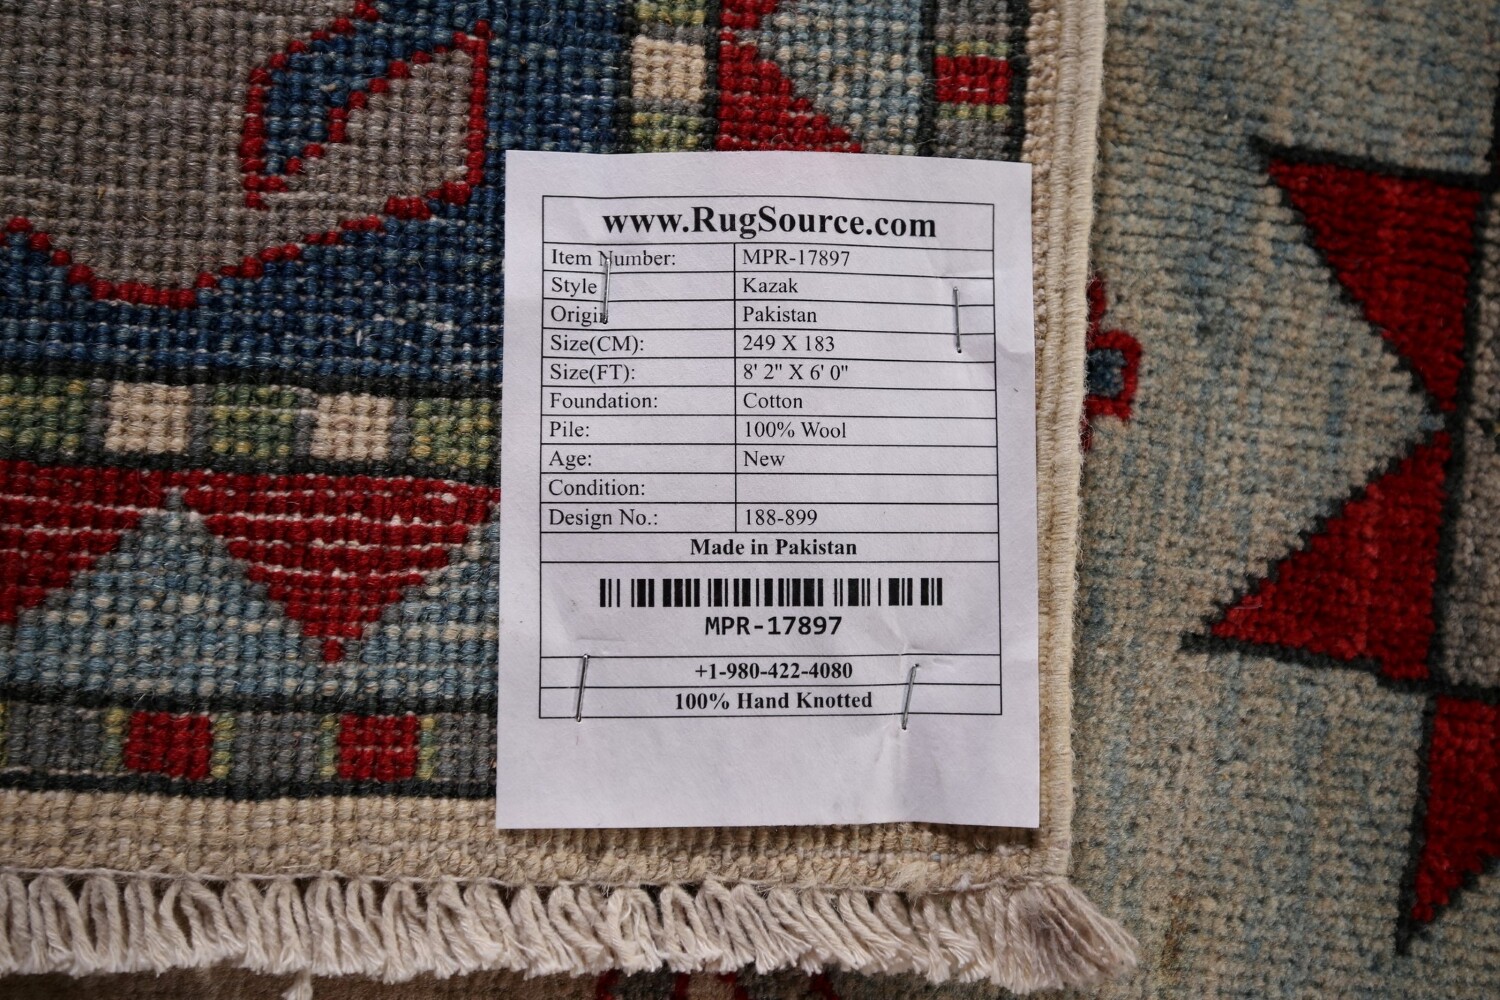 www.RugSource.com
Item Number: MPR-17897
Style Kazak
Origin Pakistan
Size(CM): 249 X 183
Size(FT): 8' 2" X 6' 0"
Foundation: Cotton
Pile: 100% Wool
Age: New
Condition:
Design No.: 188-899
Made in Pakistan
MPR-17897
+1-980-422-4080
100% Hand Knotted